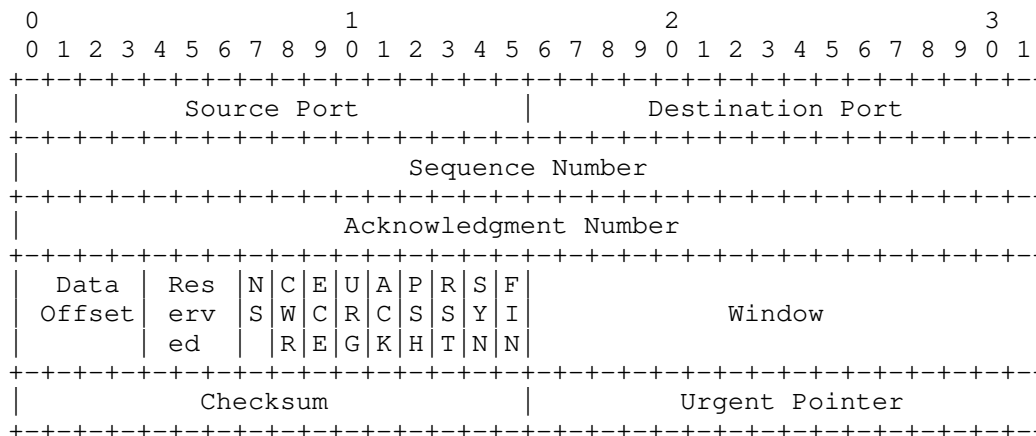 0                   1                   2                   3
0 1 2 3 4 5 6 7 8 9 0 1 2 3 4 5 6 7 8 9 0 1 2 3 4 5 6 7 8 9 0 1
+-+-+-+-+-+-+-+-+-+-+-+-+-+-+-+-+-+-+-+-+-+-+-+-+-+-+-+-+-+-+-+-
|          Source Port          |       Destination Port
+-+-+-+-+-+-+-+-+-+-+-+-+-+-+-+-+-+-+-+-+-+-+-+-+-+-+-+-+-+-+-+-
|                        Sequence Number
+-+-+-+-+-+-+-+-+-+-+-+-+-+-+-+-+-+-+-+-+-+-+-+-+-+-+-+-+-+-+-+-
|                    Acknowledgment Number
+-+-+-+-+-+-+-+-+-+-+-+-+-+-+-+-+-+-+-+-+-+-+-+-+-+-+-+-+-+-+-+-
|  Data | Res |N|C|E|U|A|P|R|S|F|
| Offset| erv |S|W|C|R|C|S|S|Y|I|            Window
|       | ed  | |R|E|G|K|H|T|N|N|
+-+-+-+-+-+-+-+-+-+-+-+-+-+-+-+-+-+-+-+-+-+-+-+-+-+-+-+-+-+-+-+-
|           Checksum            |         Urgent Pointer
+-+-+-+-+-+-+-+-+-+-+-+-+-+-+-+-+-+-+-+-+-+-+-+-+-+-+-+-+-+-+-+-